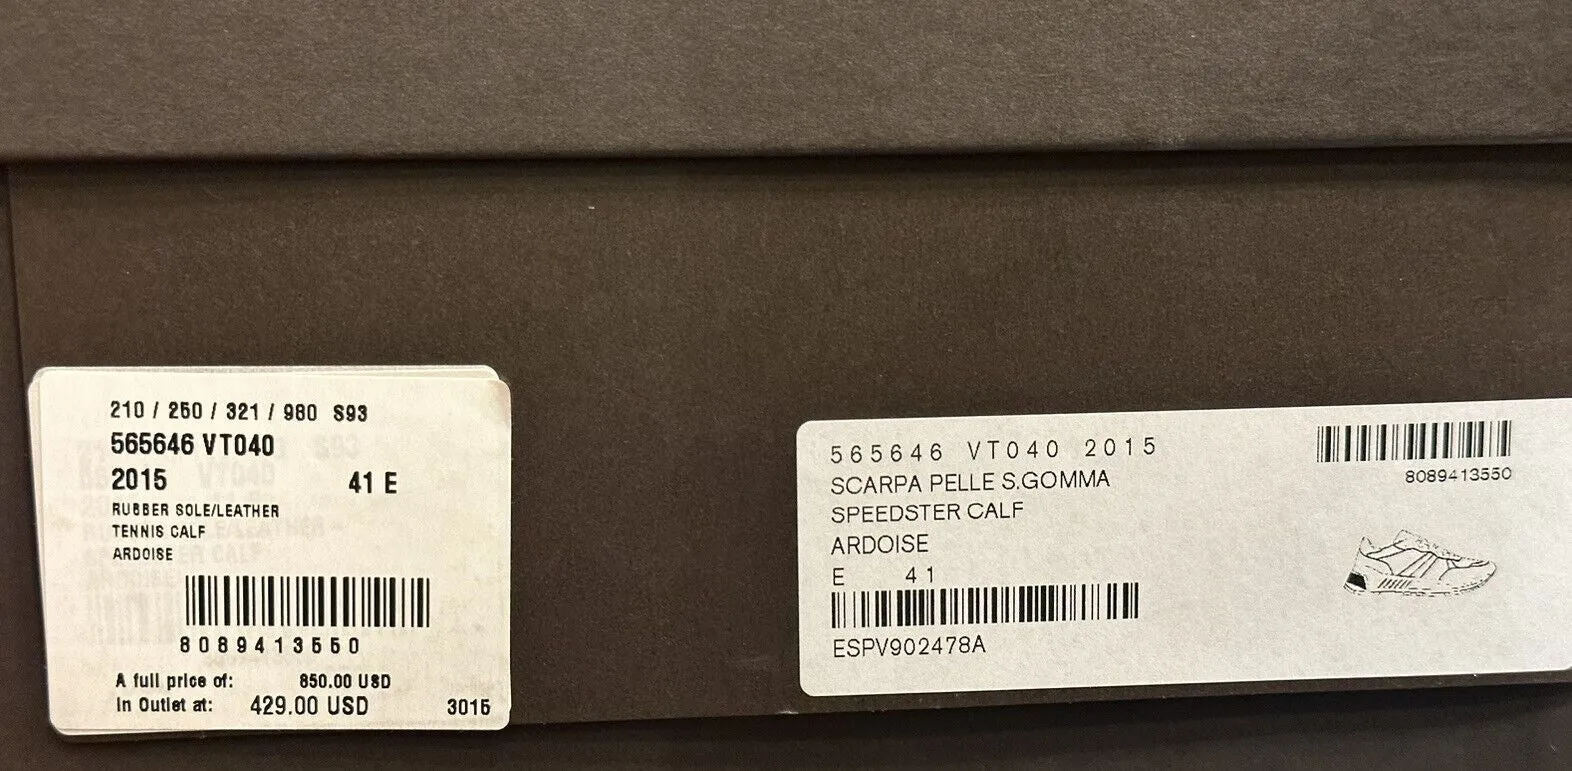 210 / 250 / 321 / 980 S93
565646 VT040
2015 41 E
RUBBER SOLE/LEATHER
TENNIS CALF
ARDOISE
8089413550
A full price of: 850.00 USD
In Outlet at: 429.00 USD 3015
565646 VT040 2015
SCARPA PELLE S.GOMMA
SPEEDSTER CALF
ARDOISE
E 41
ESPV902478A
8089413550